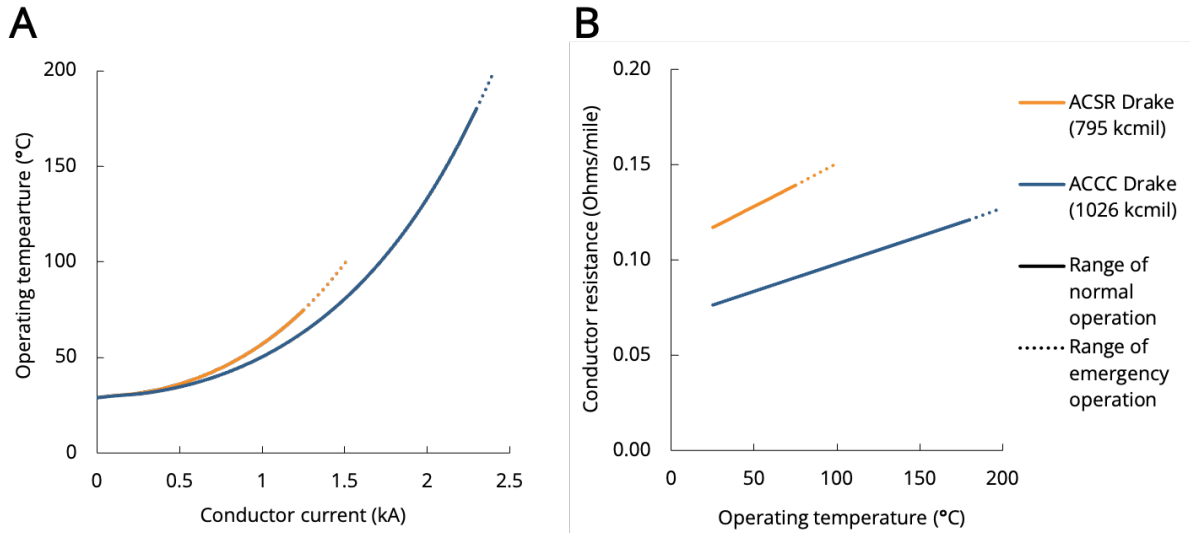 A
Operating tempearture (°C)
200
150
100
50
0
0
0.5
1
1.5
2
2.5
Conductor current (kA)
B
Conductor resistance (Ohms/mile)
0.20
0.15
0.10
0.05
0.00
0
50
100
150
200
Operating temperature (°C)
ACSR Drake
(795 kcmil)
ACCC Drake
(1026 kcmil)
Range of
normal
operation
Range of
emergency
operation